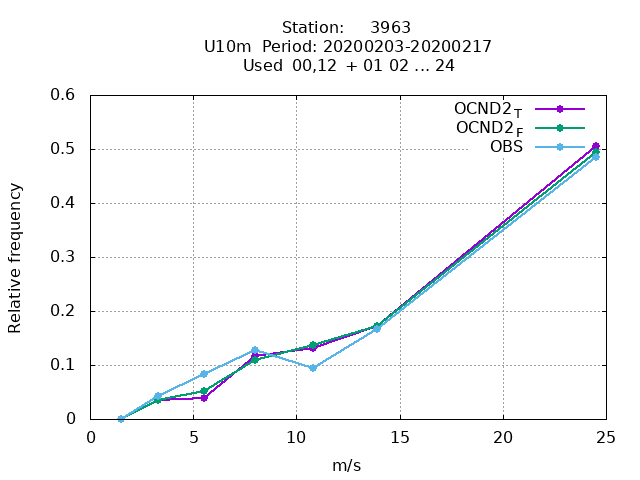 Station: 3963
U10m Period: 20200203-20200217
Used 00,12 + 01 02 ... 24
OCND2T
OCND2F
OBS
0.6
0.5
0.4
0.3
0.2
0.1
0
Relative frequency
0 5 10 15 20 25
m/s